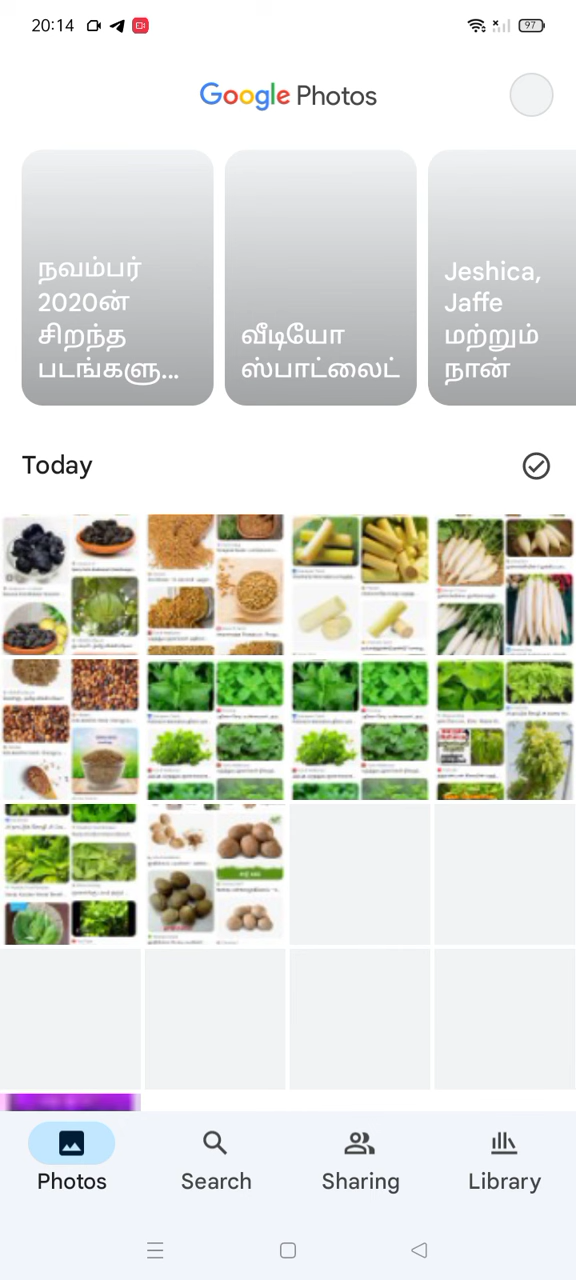 20:14
97
Google Photos
நவம்பர்
2020ன்
சிறந்த
படங்களு...
வீடியோ
ஸ்பாட்லைட்
Jeshica,
Jaffe
மற்றும்
நான்
Today
Photos
Search
Sharing
Library